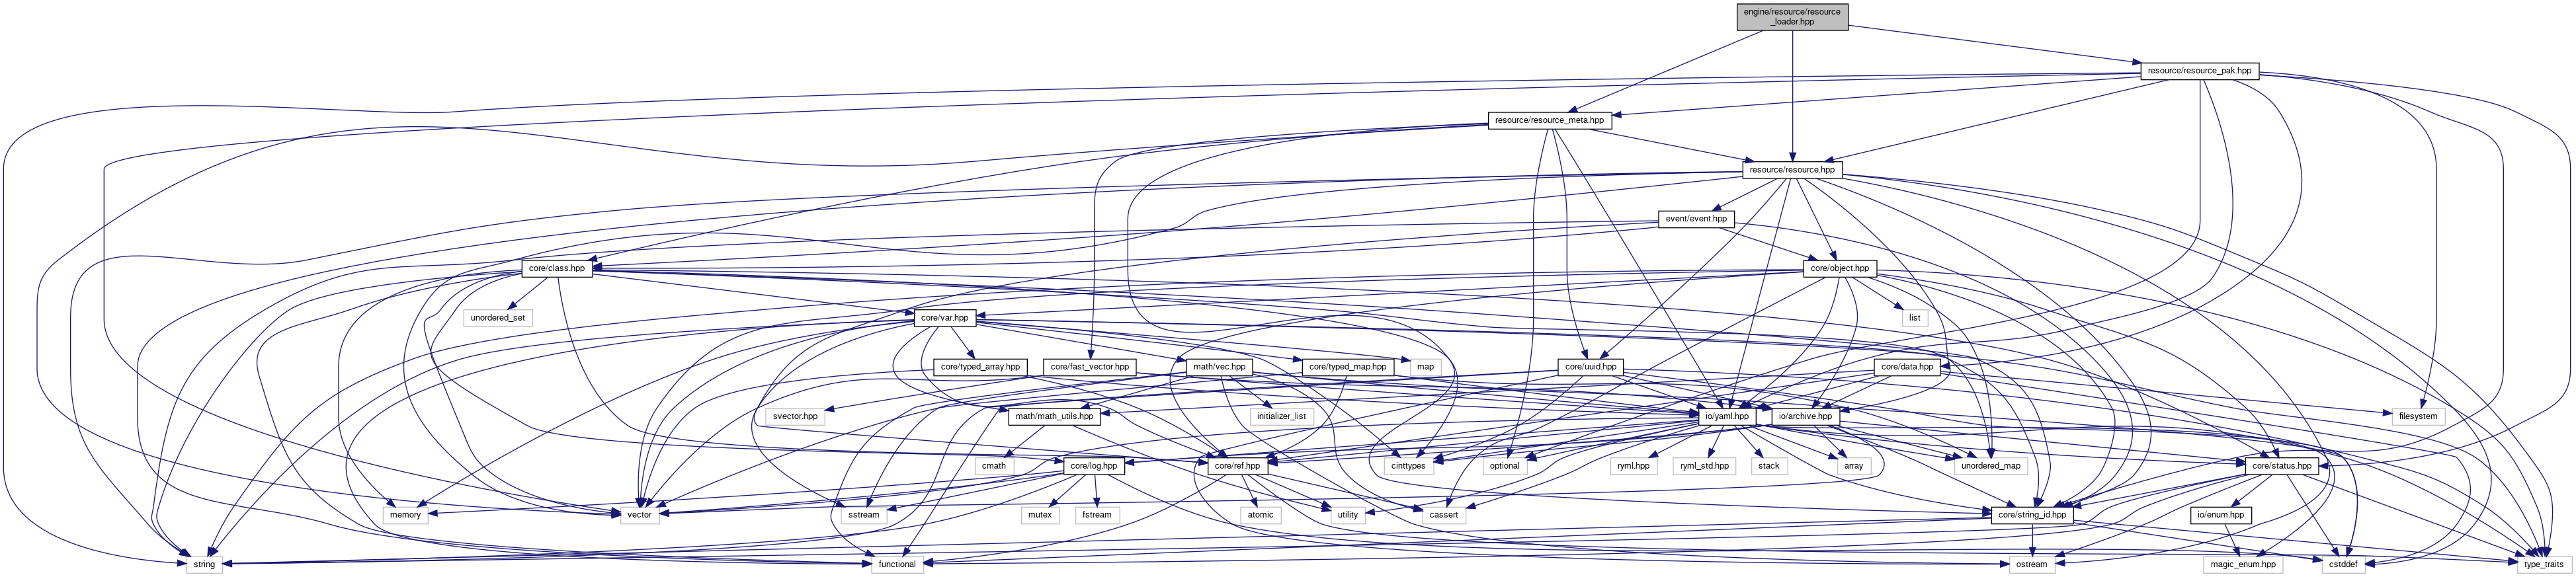 engine/resource/resource
_loader.hpp
resource/resource_pak.hpp
resource/resource_meta.hpp
resource/resource.hpp
event/event.hpp
core/class.hpp
core/object.hpp
unordered_set
core/var.hpp
list
core/typed_array.hpp
core/fast_vector.hpp
math/vec.hpp
core/typed_map.hpp
map
core/uuid.hpp
core/data.hpp
svector.hpp
math/math_utils.hpp
initializer_list
io/yaml.hpp
io/archive.hpp
filesystem
cmath
core/log.hpp
core/ref.hpp
cinttypes
optional
ryml.hpp
ryml_std.hpp
stack
array
unordered_map
core/status.hpp
memory
vector
sstream
mutex
fstream
atomic
utility
cassert
core/string_id.hpp
io/enum.hpp
string
functional
ostream
magic_enum.hpp
cstddef
type_traits